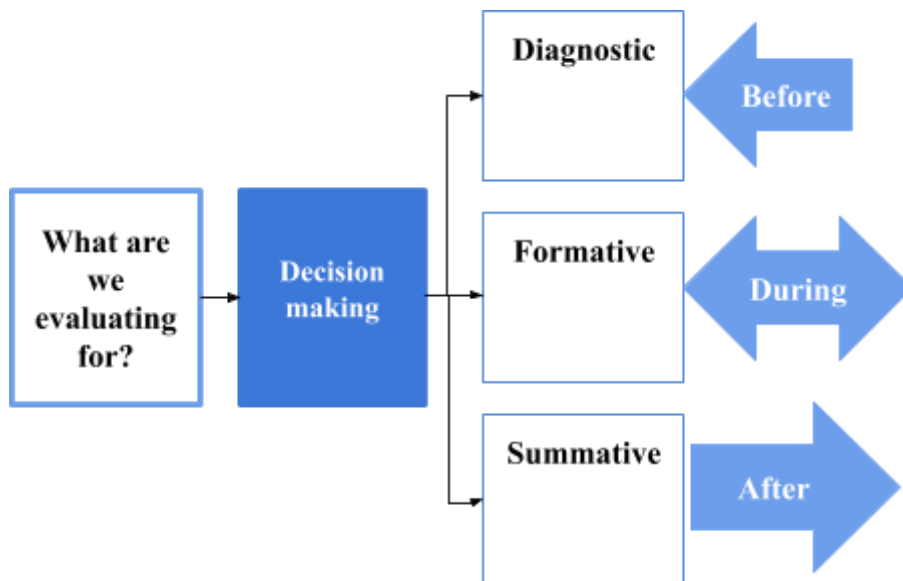 What are
we
evaluating
for?
Decision
making
Diagnostic
Before
Formative
During
Summative
After